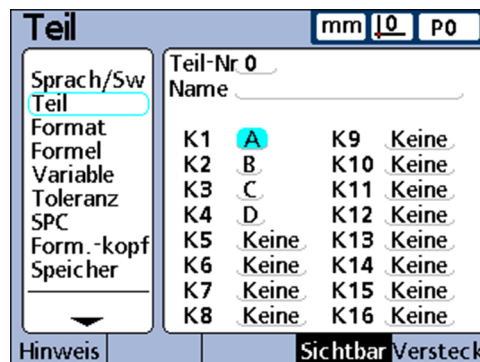 Teil mm 0 P0
Sprach/Sw
Teil
Format
Formel
Variable
Toleranz
SPC
Form.-kopf
Speicher
Teil-Nr 0
Name
K1 A K9 Keine
K2 B K10 Keine
K3 C K11 Keine
K4 D K12 Keine
K5 Keine K13 Keine
K6 Keine K14 Keine
K7 Keine K15 Keine
K8 Keine K16 Keine
Hinweis Sichtbar Versteck